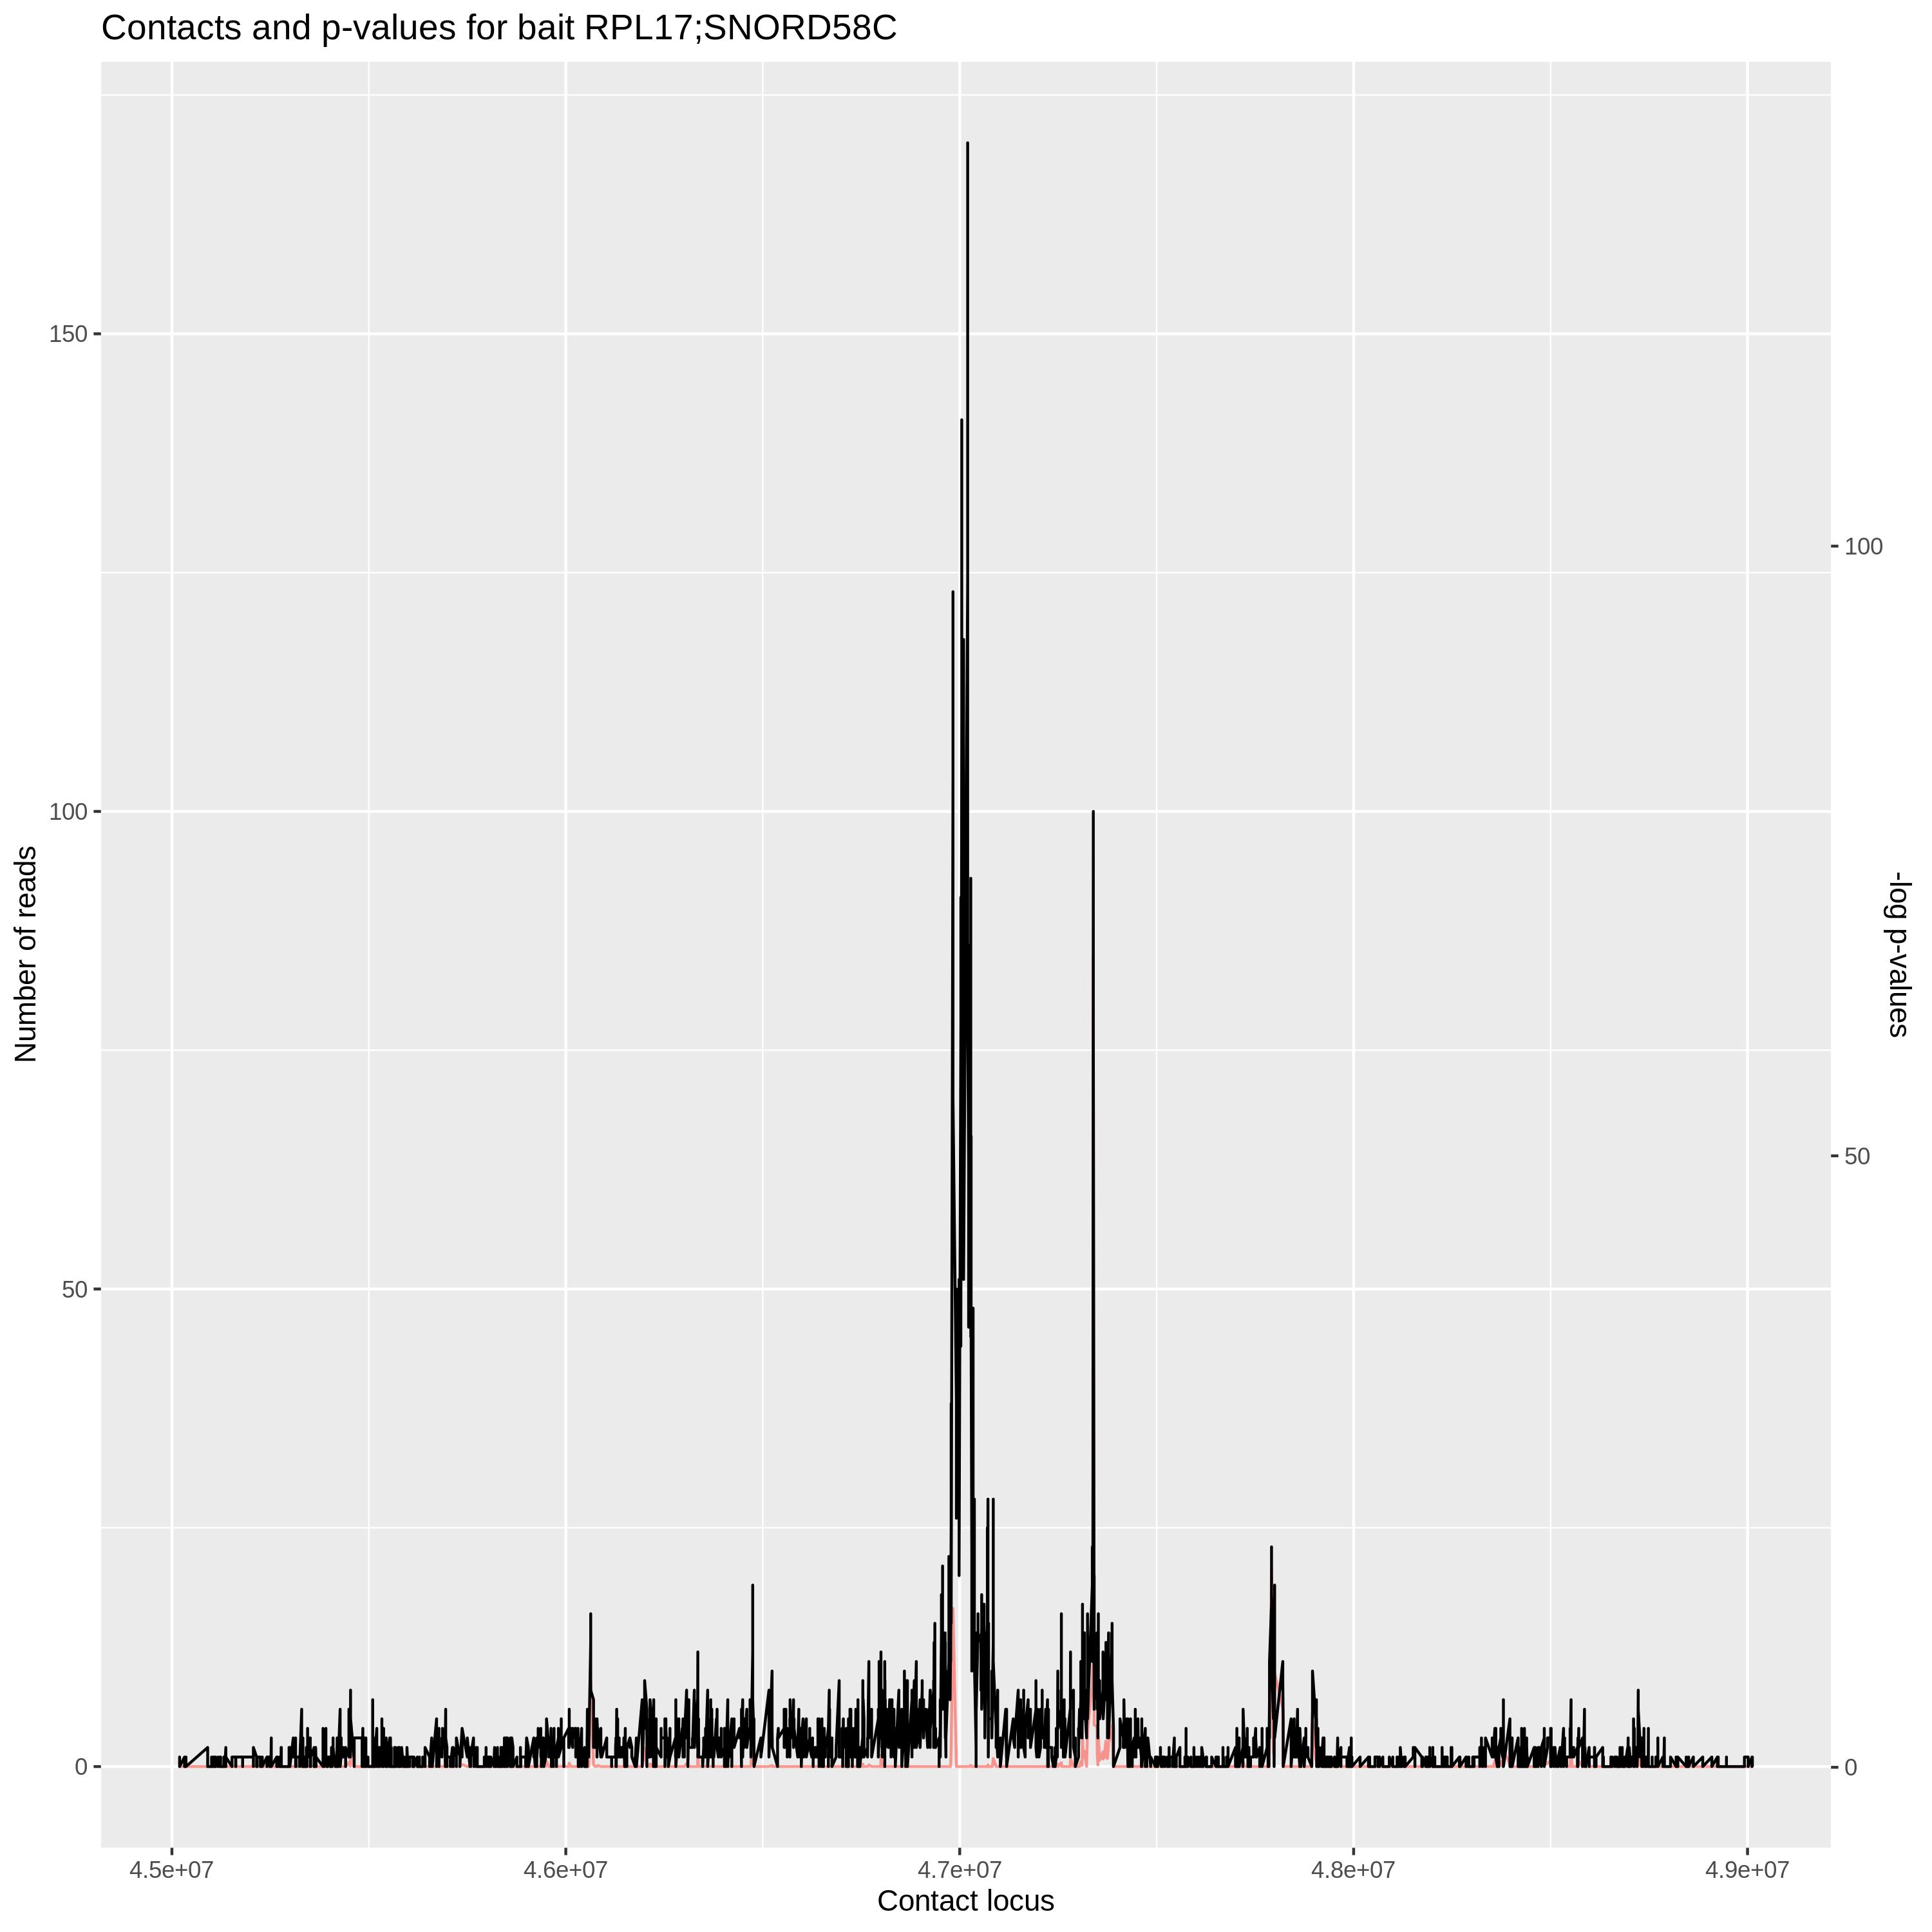 Contacts and p-values for bait RPL17;SNORD58C
150
100
50
0
Number of reads
100
50
0
-log p-values
4.5e+07 4.6e+07 4.7e+07 4.8e+07 4.9e+07
Contact locus